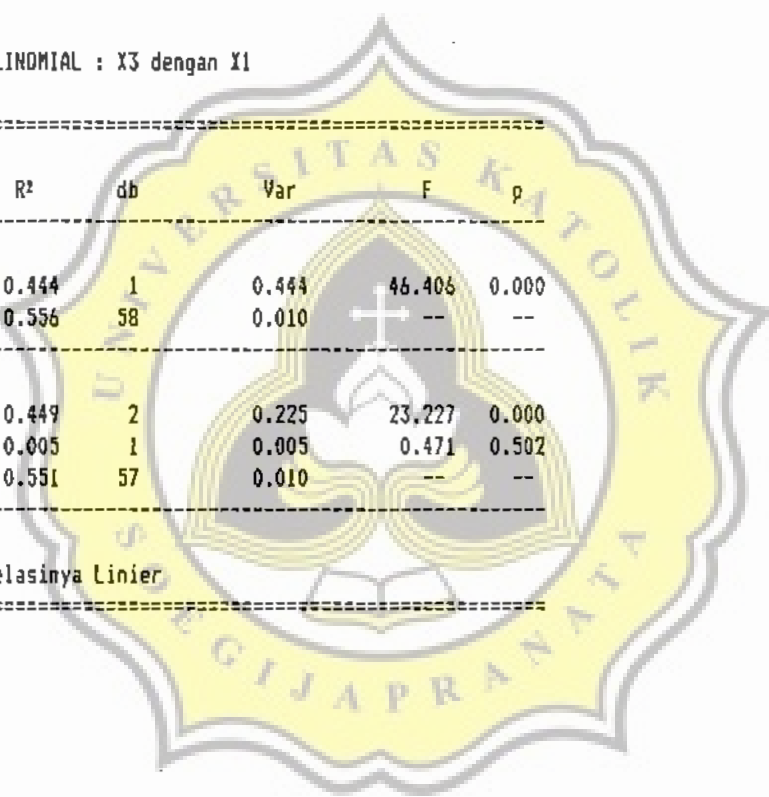 LINOMIAL : X3 dengan X1
R² db Var F p
0.444 1 0.444 46.406 0.000
0.556 58 0.010 -- --
0.449 2 0.225 23.227 0.000
0.005 1 0.005 0.471 0.502
0.551 57 0.010 -- --
elasinya Linier
UNIVERSITAS KATOLIK
SOEGIJAPRANATA